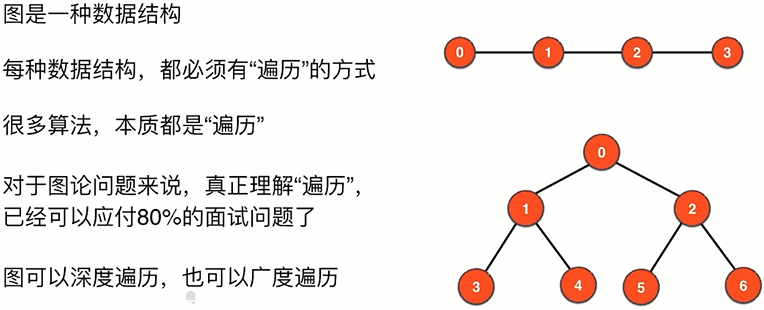 图是一种数据结构
每种数据结构，都必须有“遍历”的方式
很多算法，本质都是“遍历”
对于图论问题来说，真正理解“遍历”，
已经可以应付80%的面试问题了
图可以深度遍历，也可以广度遍历
0 1 2 3
0
1 2
3 4 5 6